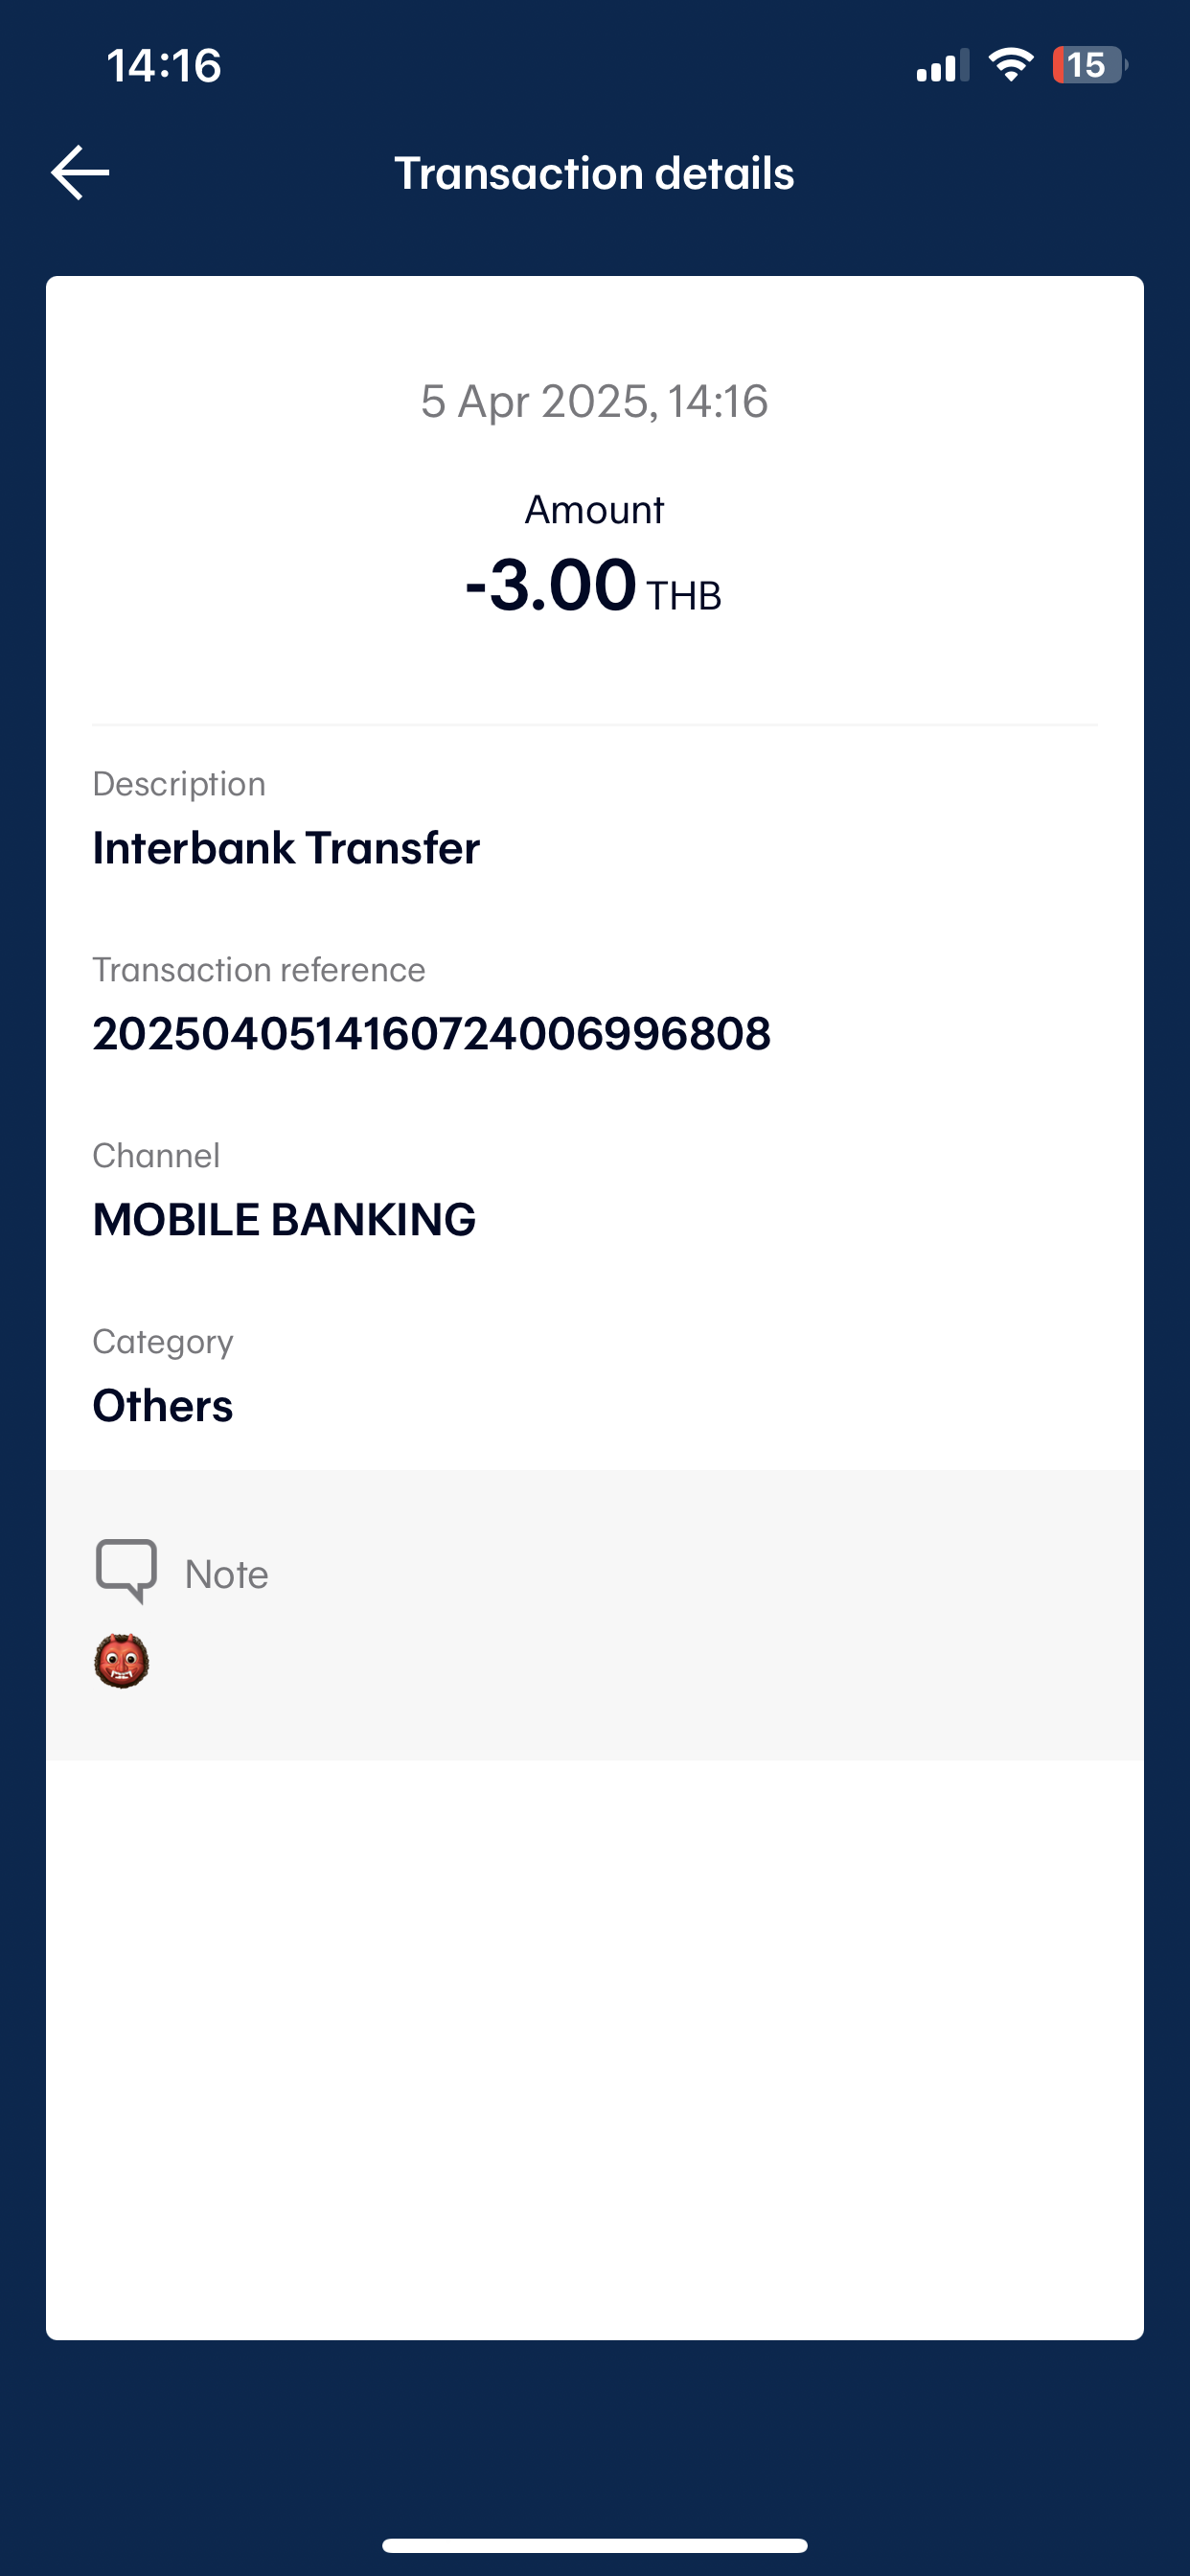 14:16
15
Transaction details
5 Apr 2025, 14:16
Amount
-3.00 THB
Description
Interbank Transfer
Transaction reference
2025040514160724006996808
Channel
MOBILE BANKING
Category
Others
Note
👹